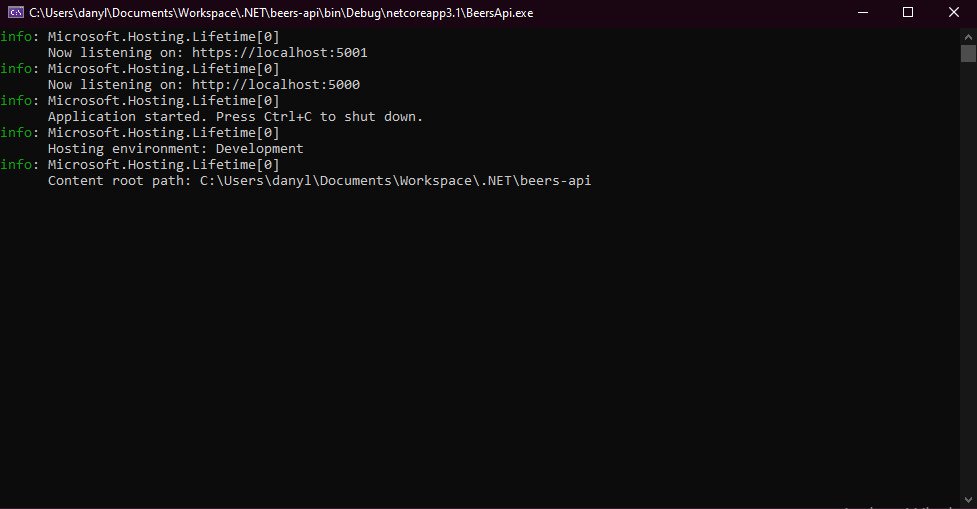 C:\Users\danyl\Documents\Workspace\.NET\beers-api\bin\Debug\netcoreapp3.1\BeersApi.exe
info: Microsoft.Hosting.Lifetime[0]
Now listening on: https://localhost:5001
info: Microsoft.Hosting.Lifetime[0]
Now listening on: http://localhost:5000
info: Microsoft.Hosting.Lifetime[0]
Application started. Press Ctrl+C to shut down.
info: Microsoft.Hosting.Lifetime[0]
Hosting environment: Development
info: Microsoft.Hosting.Lifetime[0]
Content root path: C:\Users\danyl\Documents\Workspace\.NET\beers-api